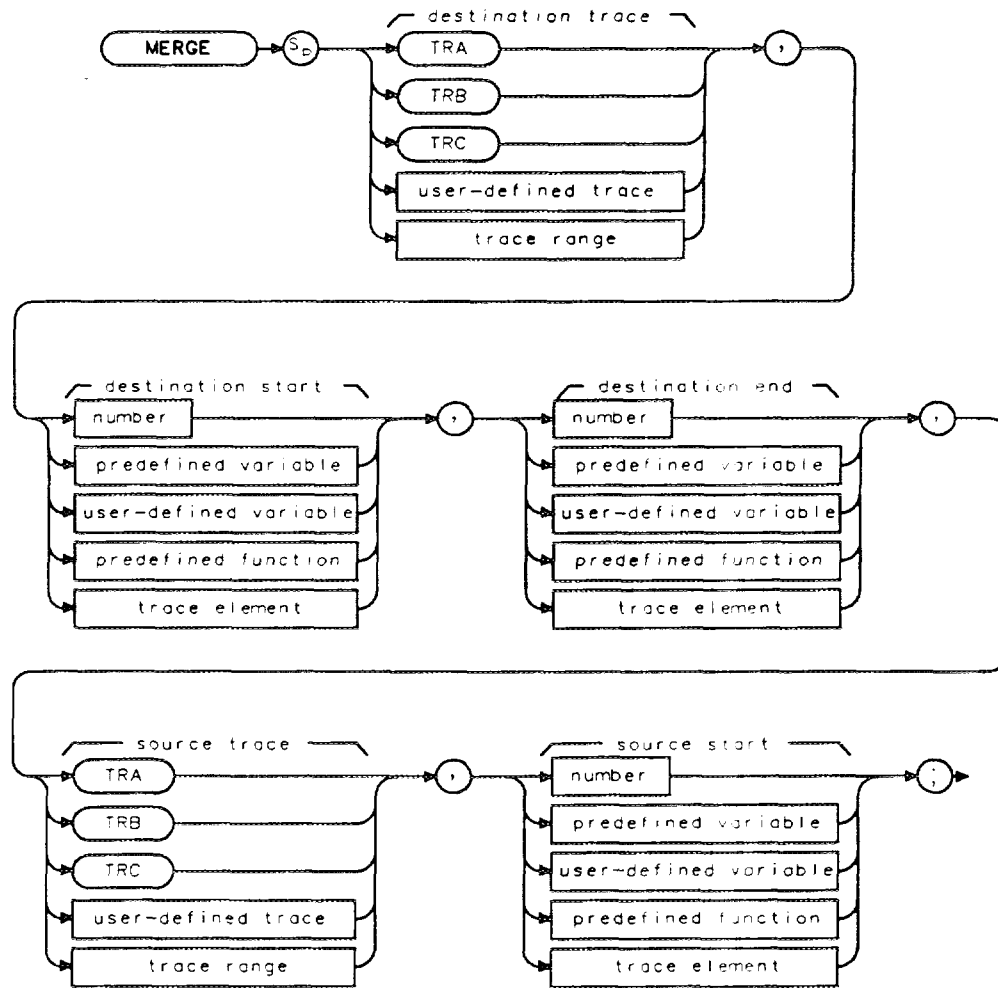 destination trace
MERGE Sp TRA ,
TRB
TRC
user-defined trace
trace range
destination start destination end
number , number ,
predefined variable predefined variable
user-defined variable user-defined variable
predefined function predefined function
trace element trace element
source trace source start
TRA , number ;
TRB predefined variable
TRC user-defined variable
user-defined trace predefined function
trace range trace element